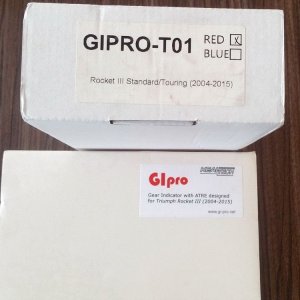 GIPRO-T01
RED
BLUE
Rocket III Standard/Touring (2004-2015)
GIpro
Gear Indicator with ATRE designed
for Triumph Rocket III (2004-2015)
www.gi-pro.net